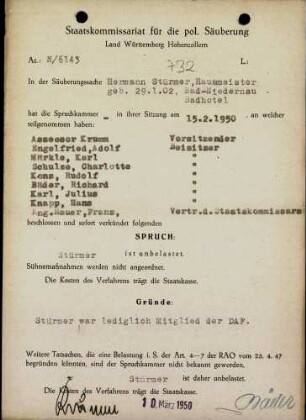 Staatskommissariat für die pol. Säuberung
Land Württemberg Hohenzollern
Az.: N/6143
732
L:
In der Säuberungssache Hermann Stürmer, Baumeister
geb. 29.1.02, Bad-Niedernau
Badhotel
hat die Spruchkammer in ihrer Sitzung am 15.2.1950 an welcher
teilgenommen haben:
Assessor Krumm Vorsitzender
Engelfried, Adolf Beisitzer
Märkle, Karl "
Schulze, Charlotte "
Kenz, Rudolf "
Bäder, Richard "
Karl, Julius "
Knapp, Hans "
Ang. Hauer, Franz, Vertr.d.Staatskommissars
beschlossen und sofort verkündet folgenden
SPRUCH:
Stürmer ist unbelastet.
Sühnemaßnahmen werden nicht angeordnet.
Die Kosten des Verfahrens trägt die Staatskasse.
Gründe:
Stürmer war lediglich Mitglied der DAF.
Weitere Tatsachen, die eine Belastung i. S. der Art. 4–7 der RAO vom 25. 4. 47
begründen könnten, sind der Spruchkammer nicht bekannt geworden.
Stürmer ist daher unbelastet.
Die Kosten des Verfahrens trägt die Staatskasse.
10. März 1950